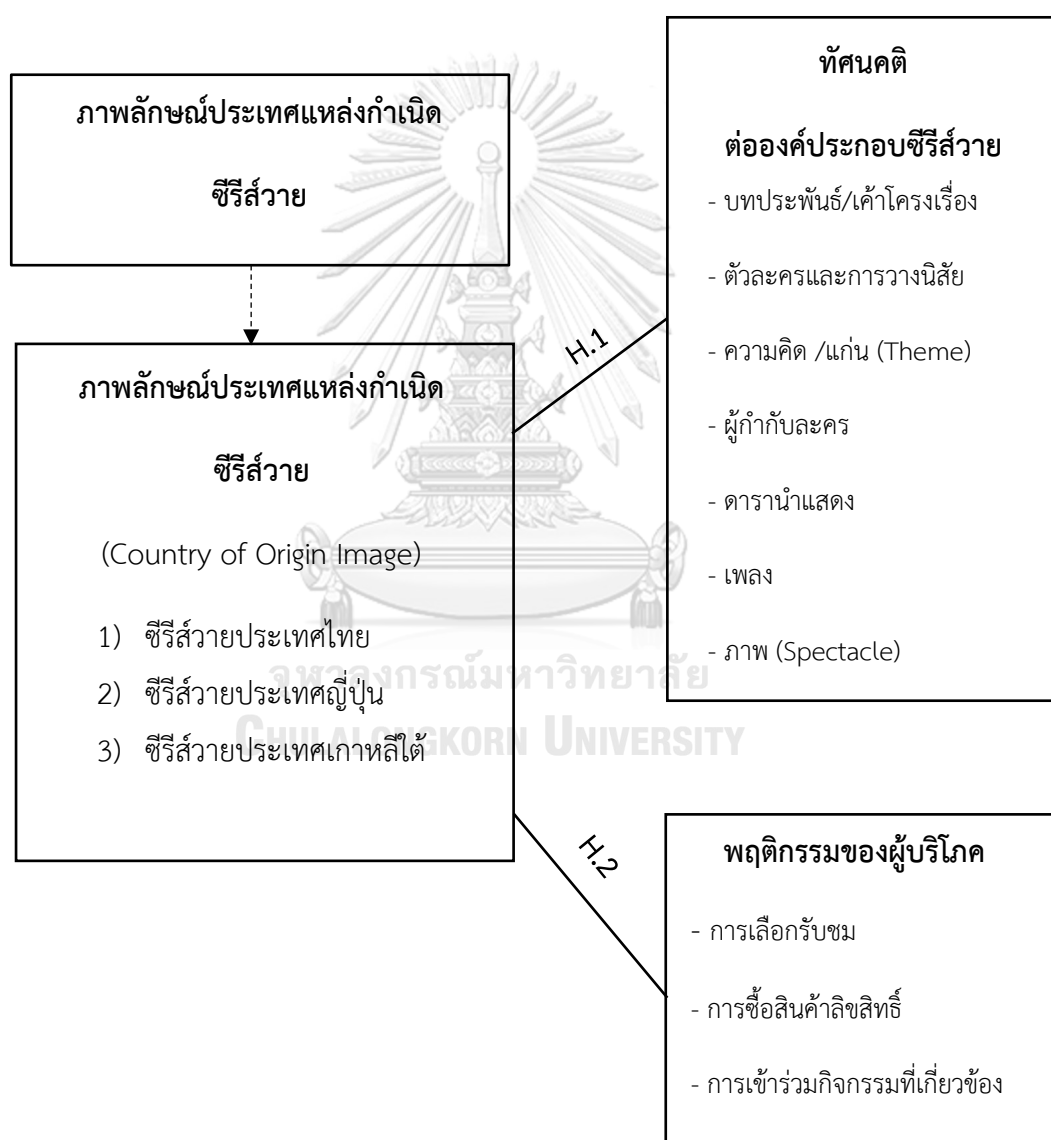 ภาพลักษณ์ประเทศแหล่งกำเนิด
ซีรีส์วาย
ภาพลักษณ์ประเทศแหล่งกำเนิด
ซีรีส์วาย
(Country of Origin Image)
1) ซีรีส์วายประเทศไทย
2) ซีรีส์วายประเทศญี่ปุ่น
3) ซีรีส์วายประเทศเกาหลีใต้
H.1
ทัศนคติ
ต่อองค์ประกอบซีรีส์วาย
- บทประพันธ์/เค้าโครงเรื่อง
- ตัวละครและการวางนิสัย
- ความคิด /แก่น (Theme)
- ผู้กำกับละคร
- ดารานำแสดง
- เพลง
- ภาพ (Spectacle)
H.2
พฤติกรรมของผู้บริโภค
- การเลือกรับชม
- การซื้อสินค้าลิขสิทธิ์
- การเข้าร่วมกิจกรรมที่เกี่ยวข้อง
จุฬาลงกรณ์มหาวิทยาลัย
CHULALONGKORN UNIVERSITY